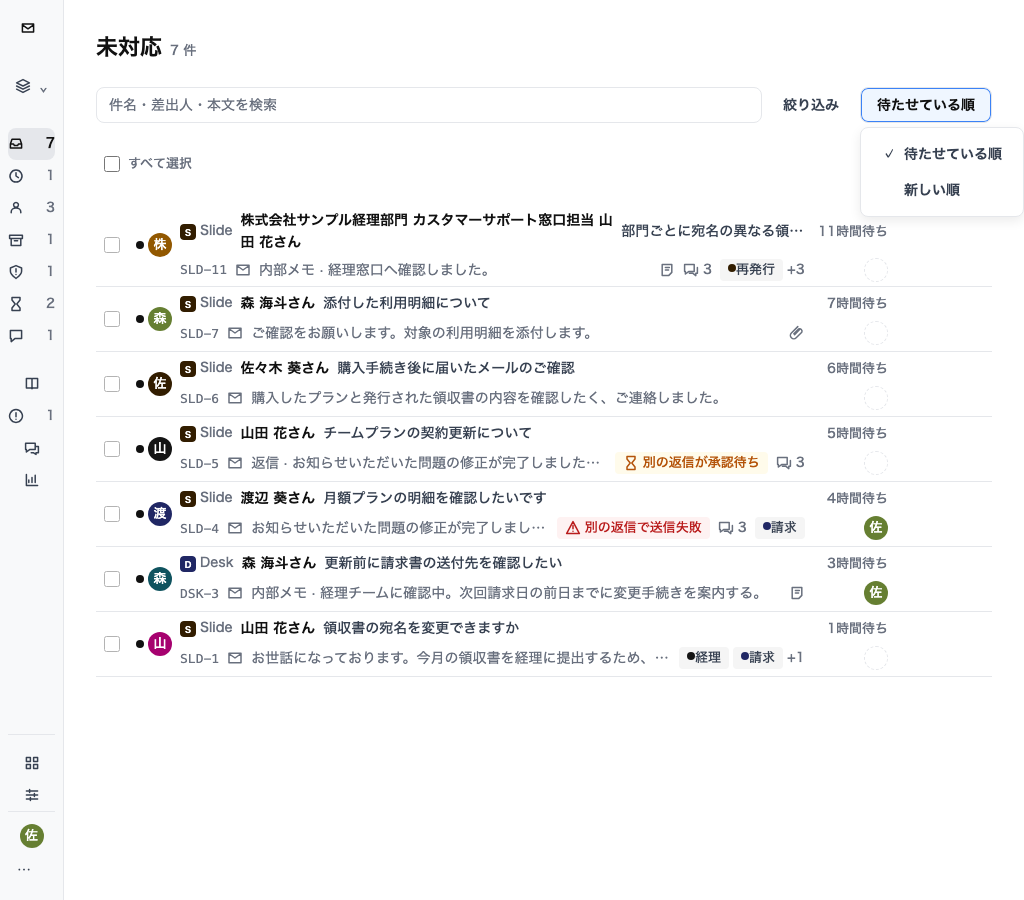 未対応 7 件
件名・差出人・本文を検索
絞り込み
待たせている順
✓ 待たせている順
新しい順
すべて選択
7
1
3
1
1
2
1
1
株
S Slide 株式会社サンプル経理部門 カスタマーサポート窓口担当 山田 花さん 部門ごとに宛名の異なる領… 11時間待ち
SLD-11 内部メモ · 経理窓口へ確認しました。 3 再発行 +3
森
S Slide 森 海斗さん 添付した利用明細について 7時間待ち
SLD-7 ご確認をお願いします。対象の利用明細を添付します。
佐
S Slide 佐々木 葵さん 購入手続き後に届いたメールのご確認 6時間待ち
SLD-6 購入したプランと発行された領収書の内容を確認したく、ご連絡しました。
山
S Slide 山田 花さん チームプランの契約更新について 5時間待ち
SLD-5 返信 · お知らせいただいた問題の修正が完了しました… 別の返信が承認待ち 3
渡
S Slide 渡辺 葵さん 月額プランの明細を確認したいです 4時間待ち
SLD-4 お知らせいただいた問題の修正が完了しまし… 別の返信で送信失敗 3 請求 佐
森
D Desk 森 海斗さん 更新前に請求書の送付先を確認したい 3時間待ち
DSK-3 内部メモ · 経理チームに確認中。次回請求日の前日までに変更手続きを案内する。 佐
山
S Slide 山田 花さん 領収書の宛名を変更できますか 1時間待ち
SLD-1 お世話になっております。今月の領収書を経理に提出するため、… 経理 請求 +1
佐
…